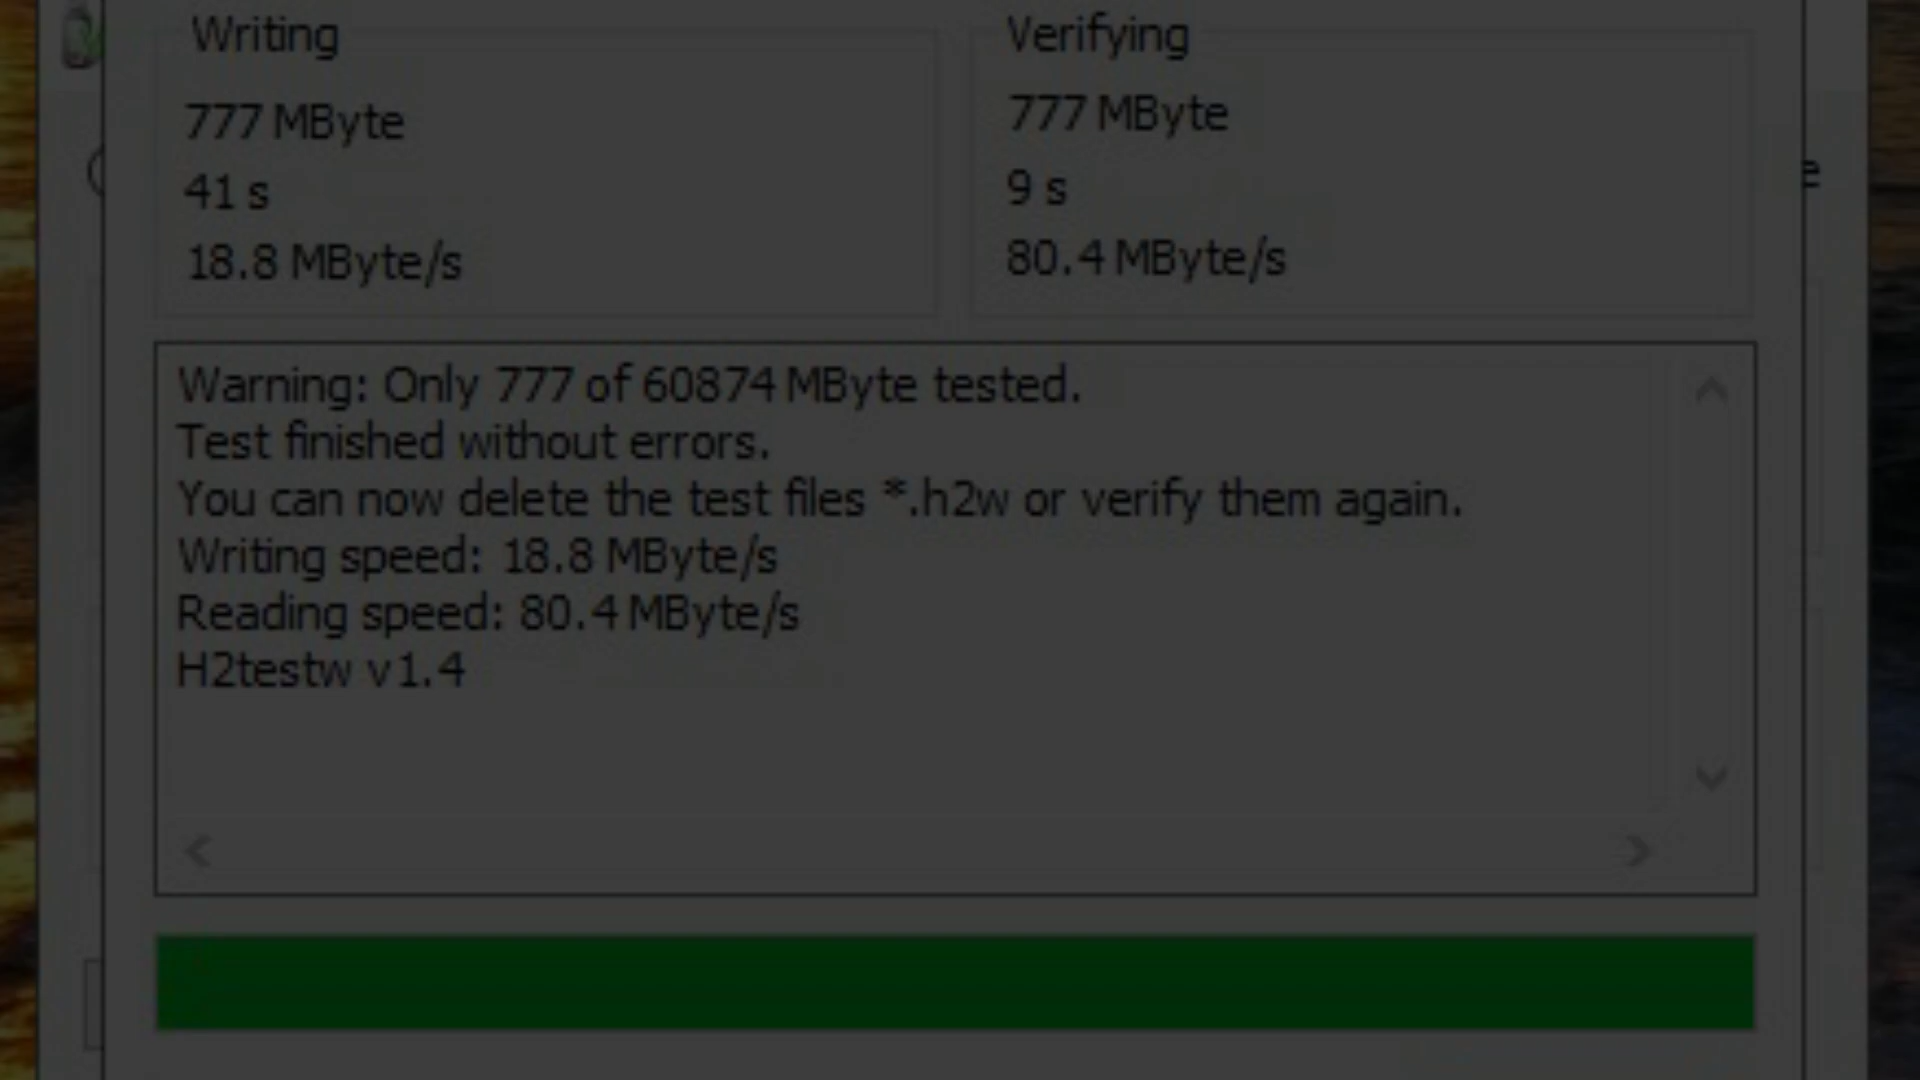 Writing
777 MByte
41 s
18.8 MByte/s
Verifying
777 MByte
9 s
80.4 MByte/s
e
Warning: Only 777 of 60874 MByte tested.
Test finished without errors.
You can now delete the test files *.h2w or verify them again.
Writing speed: 18.8 MByte/s
Reading speed: 80.4 MByte/s
H2testw v1.4